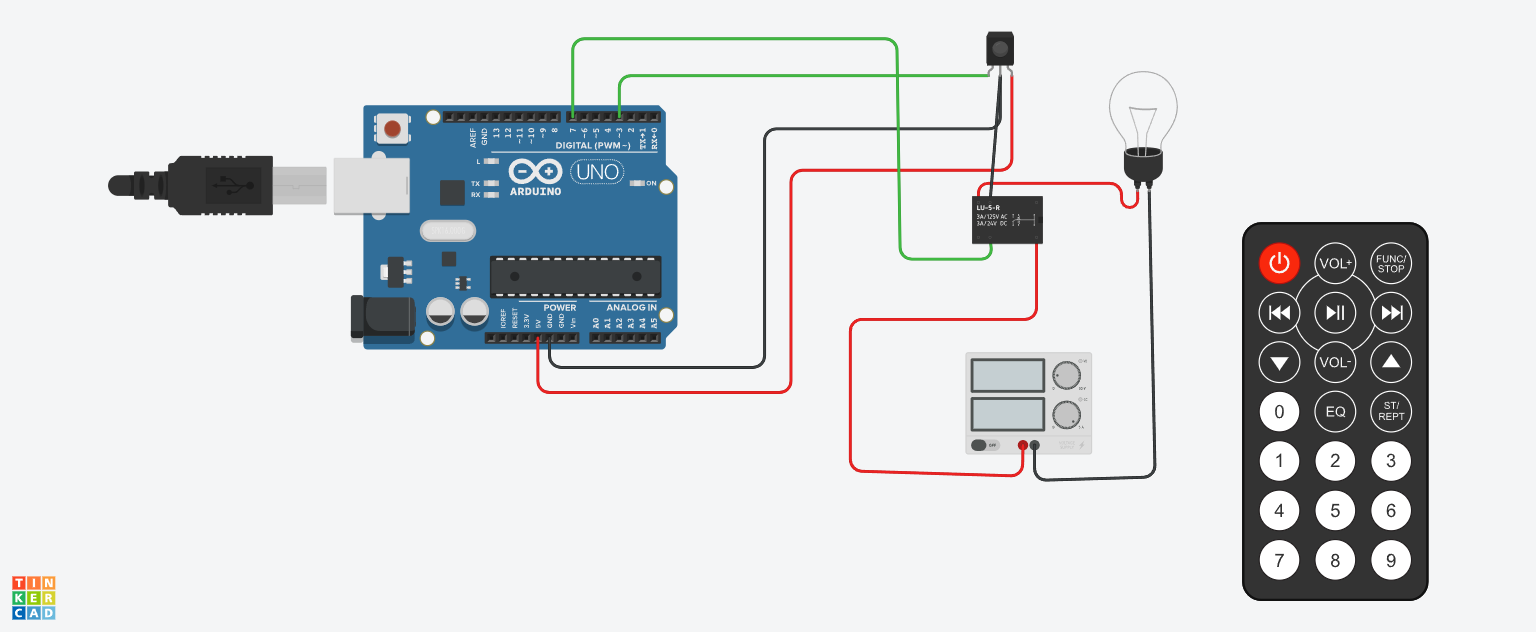 AREF
GND
13
12
~11
~10
~9
8
7
~6
~5
4
~3
2
TX→1
RX←0
DIGITAL (PWM~)
L
TX
RX
ARDUINO
UNO
ON
POWER
ANALOG IN
IOREF
RESET
3.3V
5V
GND
GND
Vin
A0
A1
A2
A3
A4
A5
LU-5-R
3A/125V AC
3A/24V DC
OFF
VOL+
FUNC/
STOP
VOL-
0
EQ
ST/
REPT
1
2
3
4
5
6
7
8
9
TIN
KER
CAD